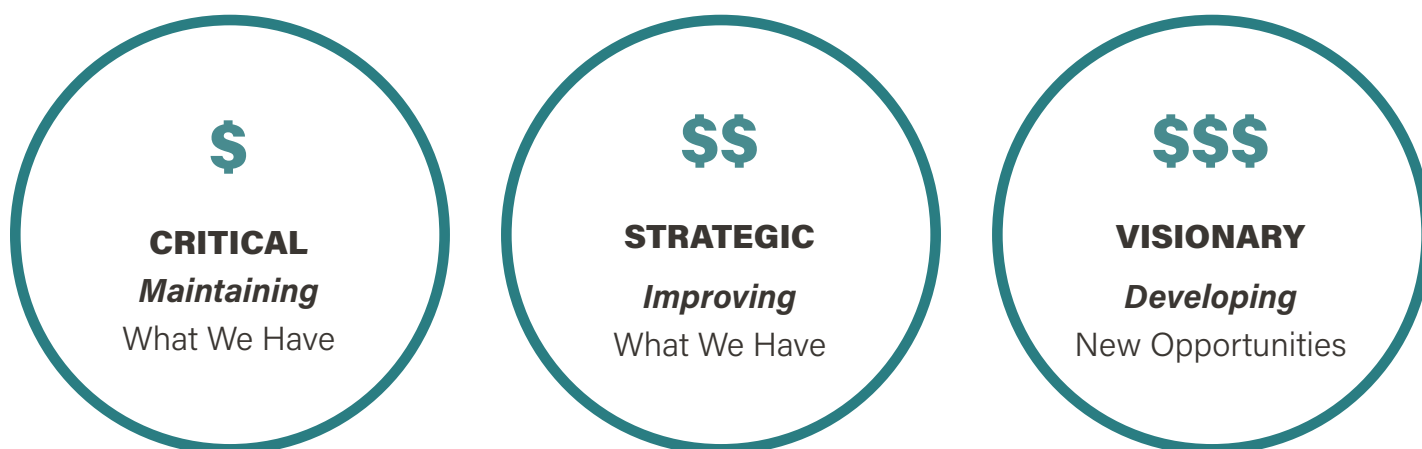 $
CRITICAL
Maintaining
What We Have
$$
STRATEGIC
Improving
What We Have
$$$
VISIONARY
Developing
New Opportunities